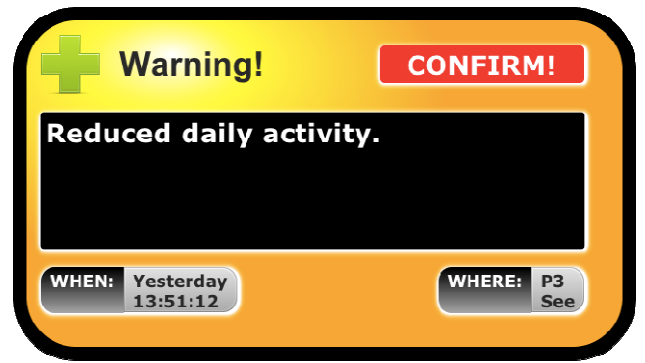 Warning!
CONFIRM!
Reduced daily activity.
WHEN: Yesterday
13:51:12
WHERE: P3
See